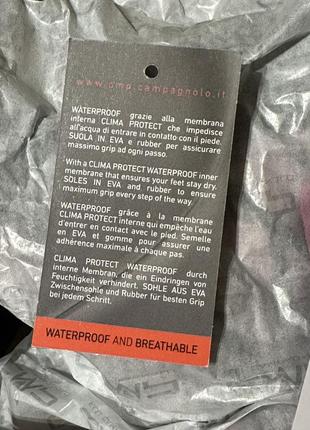 www.cmp.campagnolo.it
WATERPROOF grazie alla membrana
interna CLIMA PROTECT che impedisce
all'acqua di entrare in contatto con il piede.
SUOLA IN EVA e rubber per assicurare
massimo grip ad ogni passo.
With a CLIMA PROTECT WATERPROOF inner
membrane that ensures your feet stay dry.
SOLES IN EVA and rubber to ensure
maximum grip every step of the way.
WATERPROOF grâce à la membrane
CLIMA PROTECT interne qui empêche l'eau
d'entrer en contact avec le pied. Semelle
en EVA et gomme pour assurer une
adhérence maximale à chaque pas.
CLIMA PROTECT WATERPROOF durch
interne Membran, die ein Eindringen von
Feuchtigkeit verhindert. SOHLE AUS EVA
Zwischensohle und Rubber für besten Grip
bei jedem Schritt.
WATERPROOF AND BREATHABLE